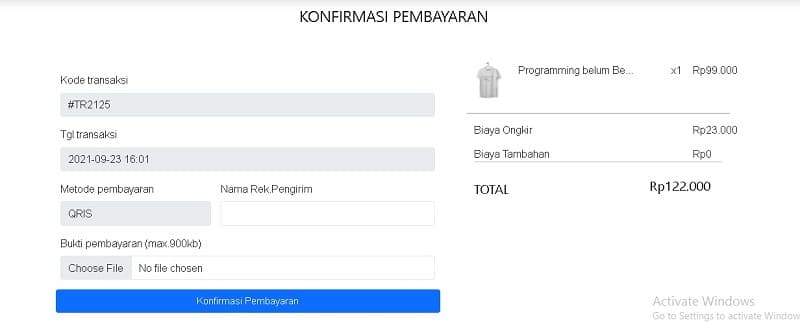 KONFIRMASI PEMBAYARAN
Kode transaksi
#TR2125
Tgl transaksi
2021-09-23 16:01
Metode pembayaran Nama Rek.Pengirim
QRIS
Bukti pembayaran (max.900kb)
Choose File No file chosen
Konfirmasi Pembayaran
Programming belum Be... x1 Rp99.000
Biaya Ongkir Rp23.000
Biaya Tambahan Rp0
TOTAL Rp122.000
Activate Windows
Go to Settings to activate Window